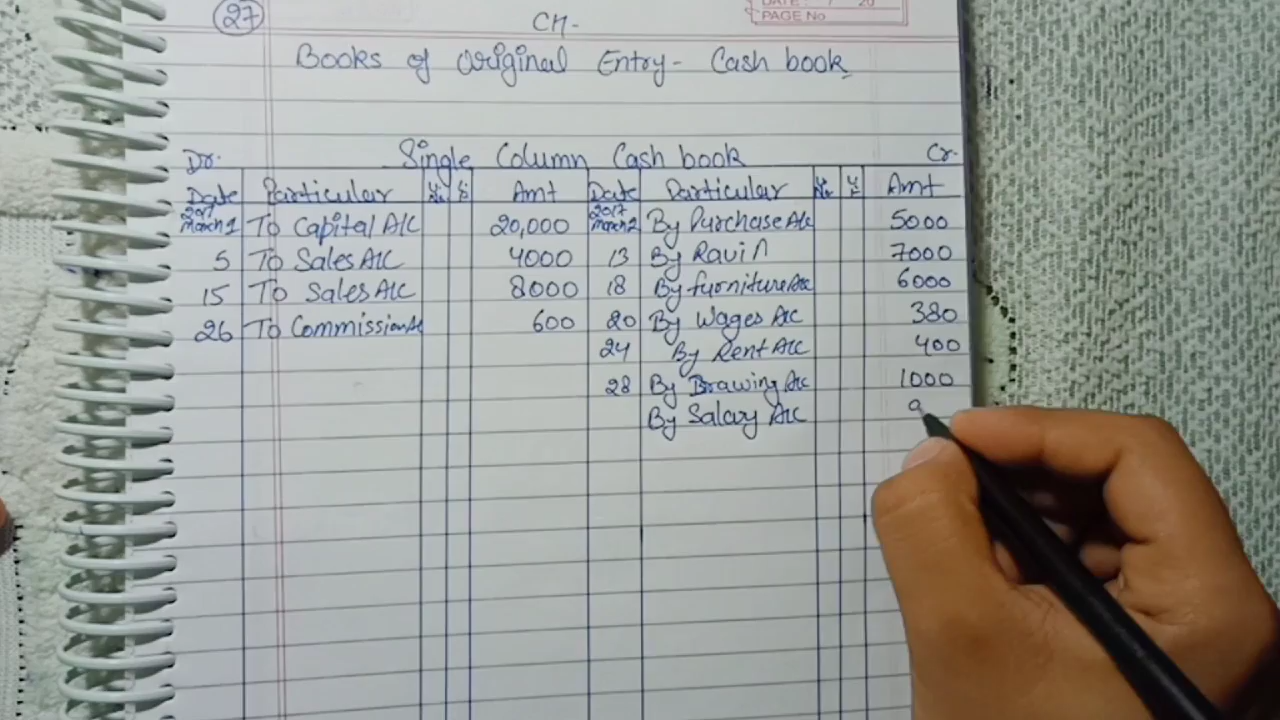 27
CH-
DATE: / 20
PAGE No
Books of Original Entry - Cash book
Dr. Single Column Cash book Cr.
Date Particular Amt Date Particular Amt
2017 March 1 To Capital A/C 20,000 2017 March 2 By Purchase A/c 5000
5 To Sales A/C 4000 13 By Ravi 7000
15 To Sales A/C 8000 18 By furniture A/c 6000
26 To Commission A/c 600 20 By Wages A/c 380
24 By Rent A/c 400
28 By Drawing A/c 1000
By Salary A/C 9